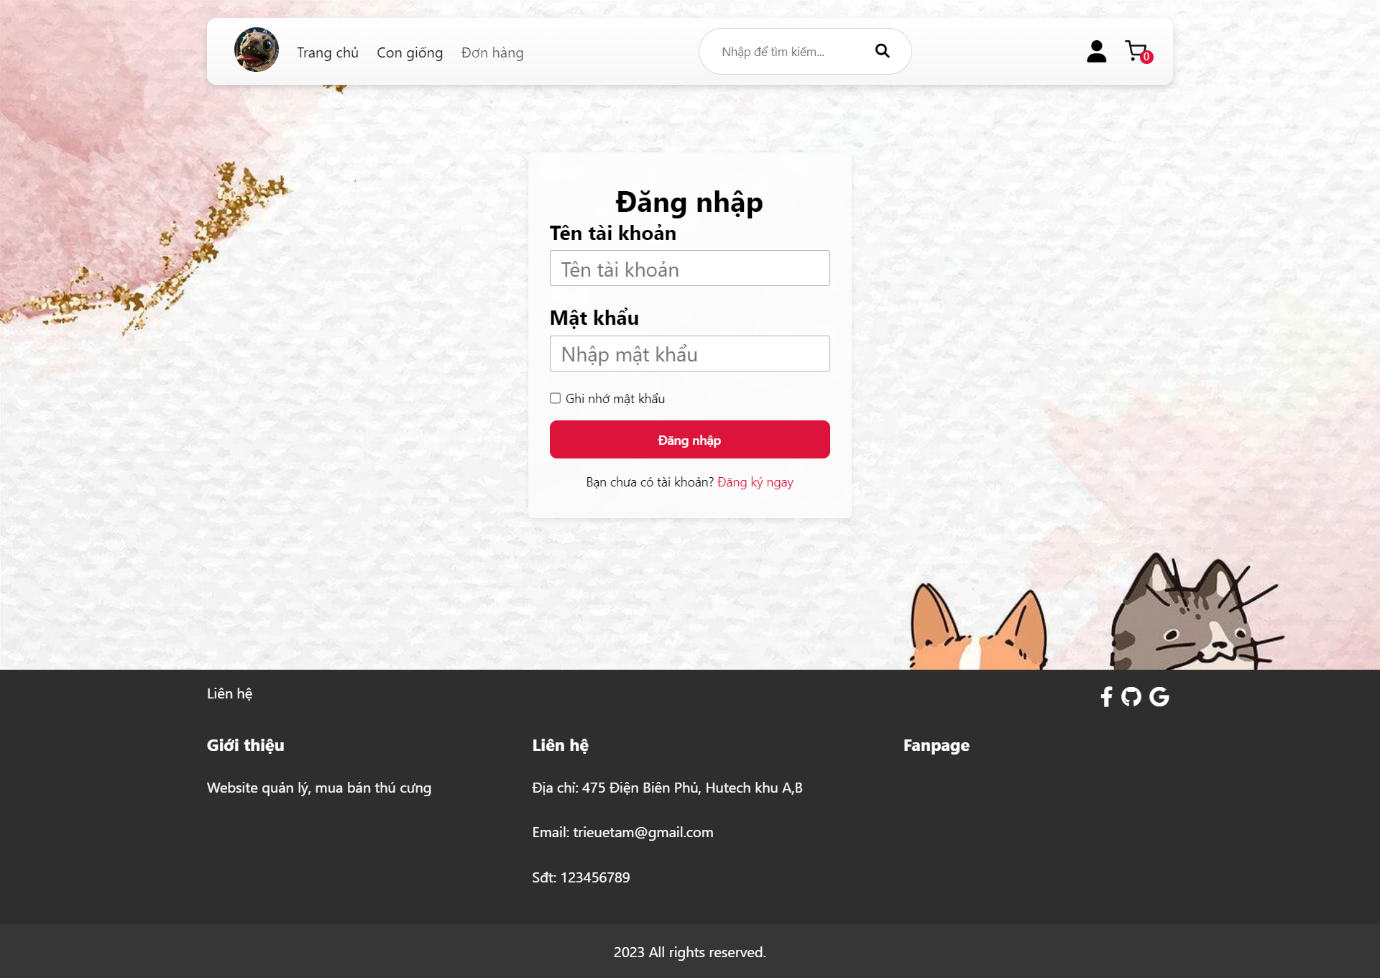 Trang chủ
Con giống
Đơn hàng
Nhập để tìm kiếm...
0
Đăng nhập
Tên tài khoản
Tên tài khoản
Mật khẩu
Nhập mật khẩu
Ghi nhớ mật khẩu
Đăng nhập
Bạn chưa có tài khoản? Đăng ký ngay
Liên hệ
Giới thiệu
Website quản lý, mua bán thú cưng
Liên hệ
Địa chỉ: 475 Điện Biên Phủ, Hutech khu A,B
Email: trieuetam@gmail.com
Sđt: 123456789
Fanpage
2023 All rights reserved.